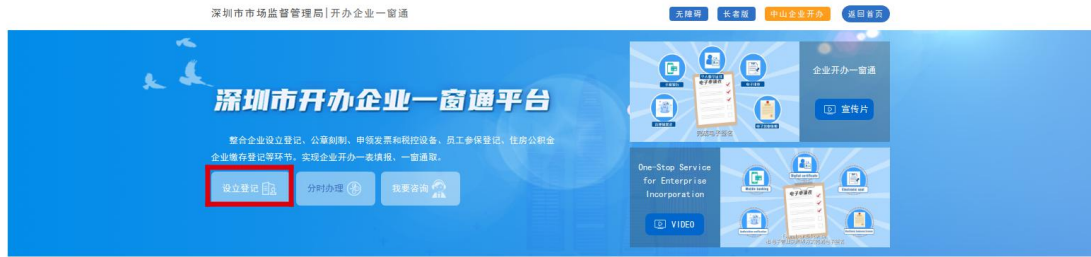 深圳市市场监督管理局|开办企业一窗通
无障碍
长者版
中山企业开办
返回首页
深圳市开办企业一窗通平台
整合企业设立登记、公章刻制、申领发票和税控设备、员工参保登记、住房公积金
企业缴存登记等环节。实现企业开办一表填报、一窗通取。
设立登记
分时办理
我要咨询
企业开办一窗通
宣传片
One-Stop Service
for Enterprise
Incorporation
VIDEO
电子申请表